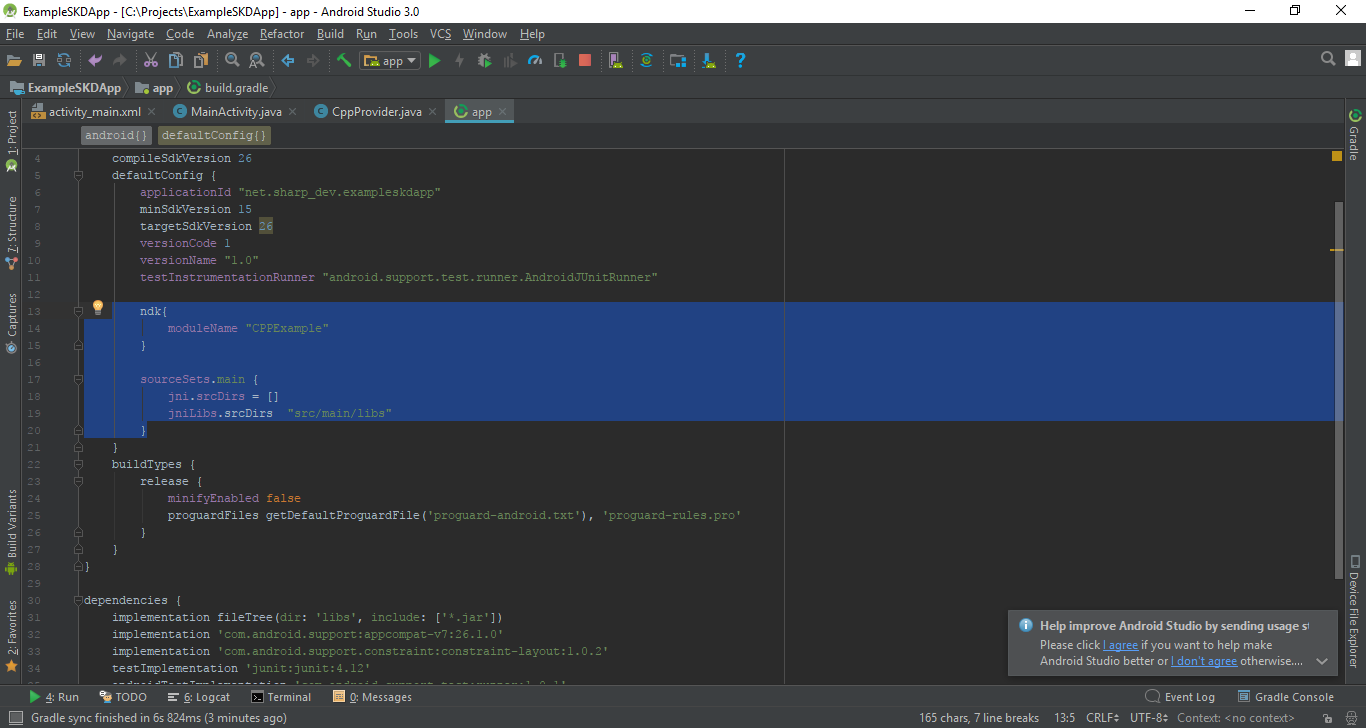 ExampleSKDApp - [C:\Projects\ExampleSKDApp] - app - Android Studio 3.0
File Edit View Navigate Code Analyze Refactor Build Run Tools VCS Window Help
app
ExampleSKDApp app build.gradle
activity_main.xml MainActivity.java CppProvider.java app
android{} defaultConfig{}
1: Project
7: Structure
Captures
Build Variants
2: Favorites
4 compileSdkVersion 26
5 defaultConfig {
6 applicationId "net.sharp_dev.exampleskdapp"
7 minSdkVersion 15
8 targetSdkVersion 26
9 versionCode 1
10 versionName "1.0"
11 testInstrumentationRunner "android.support.test.runner.AndroidJUnitRunner"
12
13 ndk{
14 moduleName "CPPExample"
15 }
16
17 sourceSets.main {
18 jni.srcDirs = []
19 jniLibs.srcDirs "src/main/libs"
20 }
21 }
22 buildTypes {
23 release {
24 minifyEnabled false
25 proguardFiles getDefaultProguardFile('proguard-android.txt'), 'proguard-rules.pro'
26 }
27 }
28 }
29
30 dependencies {
31 implementation fileTree(dir: 'libs', include: ['*.jar'])
32 implementation 'com.android.support:appcompat-v7:26.1.0'
33 implementation 'com.android.support.constraint:constraint-layout:1.0.2'
34 testImplementation 'junit:junit:4.12'
Gradle
Device File Explorer
Help improve Android Studio by sending usage st
Please click I agree if you want to help make
Android Studio better or I don't agree otherwise....
4: Run TODO 6: Logcat Terminal 0: Messages Event Log Gradle Console
Gradle sync finished in 6s 824ms (3 minutes ago) 165 chars, 7 line breaks 13:5 CRLF UTF-8 Context: <no context>